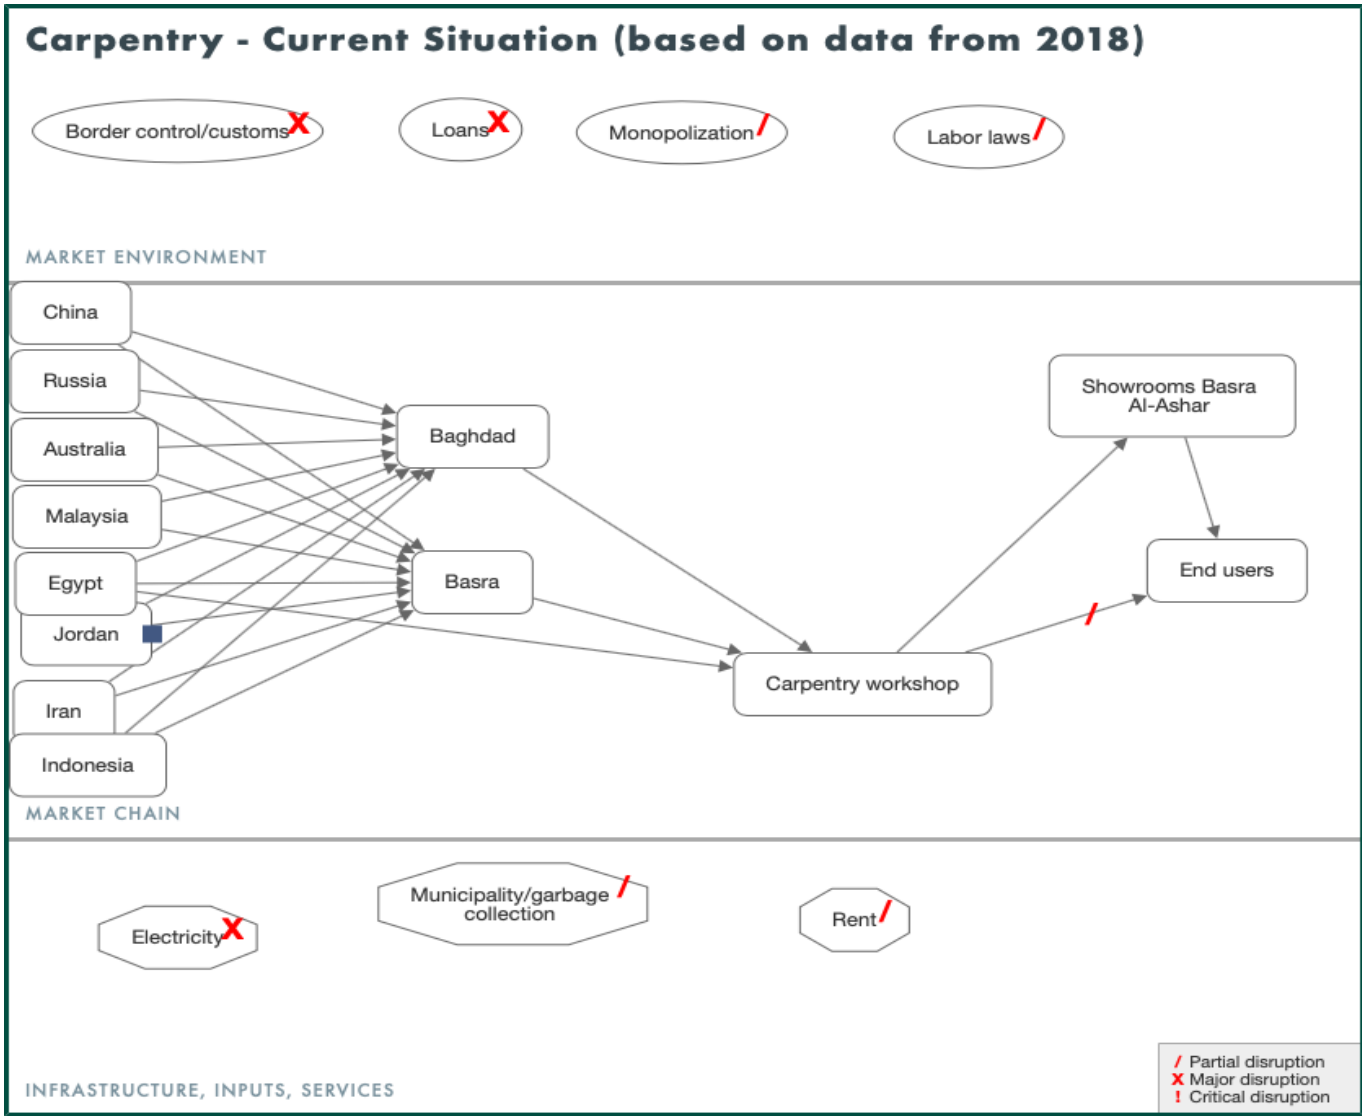 Carpentry - Current Situation (based on data from 2018)
Border control/customs X
Loans X
Monopolization /
Labor laws /
MARKET ENVIRONMENT
China
Russia
Australia
Malaysia
Egypt
Jordan
Iran
Indonesia
Baghdad
Basra
Carpentry workshop
Showrooms Basra
Al-Ashar
End users
/
MARKET CHAIN
Electricity X
Municipality/garbage /
collection
Rent /
INFRASTRUCTURE, INPUTS, SERVICES
/ Partial disruption
X Major disruption
! Critical disruption